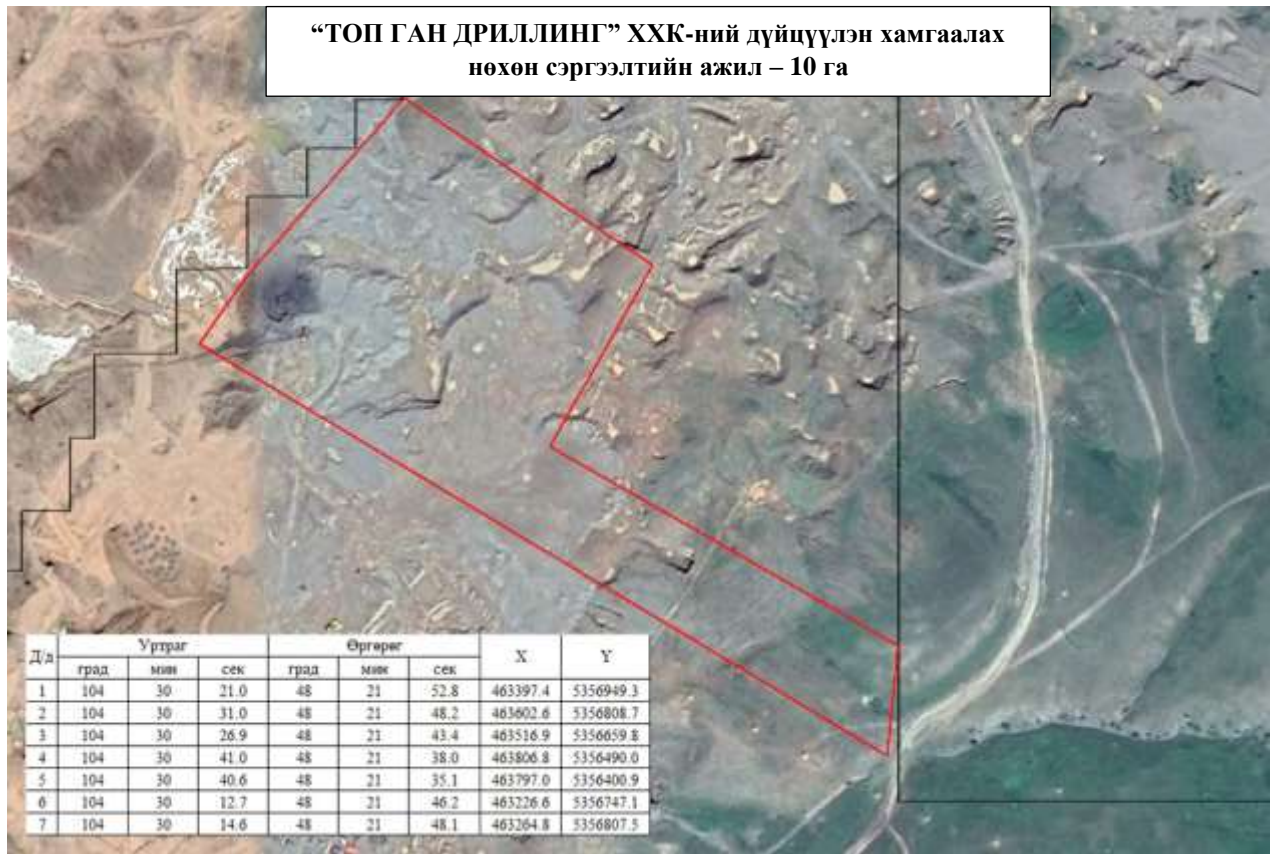 “ТОП ГАН ДРИЛЛИНГ” ХХК-ний дүйцүүлэн хамгаалах
нөхөн сэргээлтийн ажил – 10 га
Д/д Уртраг Өргөрөг X Y
град мин сек град мин сек
1 104 30 21.0 48 21 52.8 463397.4 5356949.3
2 104 30 31.0 48 21 48.2 463602.6 5356808.7
3 104 30 26.9 48 21 43.4 463516.9 5356659.8
4 104 30 41.0 48 21 38.0 463806.8 5356490.0
5 104 30 40.6 48 21 35.1 463797.0 5356400.9
6 104 30 12.7 48 21 46.2 463226.6 5356747.1
7 104 30 14.6 48 21 48.1 463264.8 5356807.5